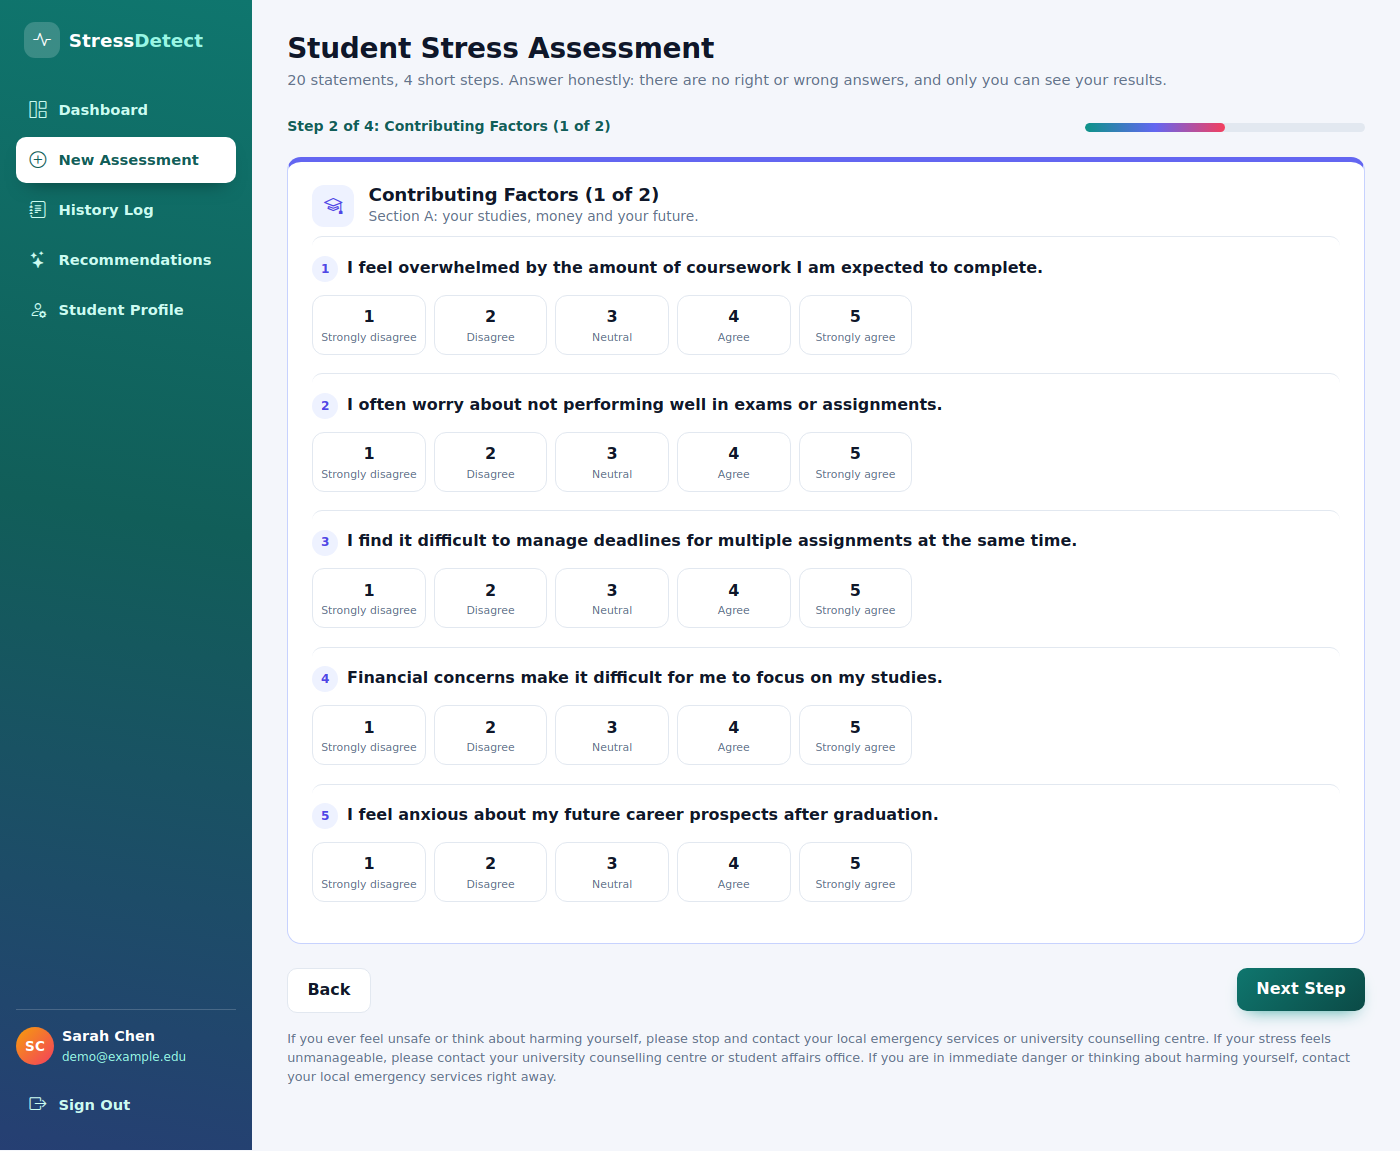 StressDetect
Dashboard
New Assessment
History Log
Recommendations
Student Profile
SC
Sarah Chen
demo@example.edu
Sign Out
Student Stress Assessment
20 statements, 4 short steps. Answer honestly: there are no right or wrong answers, and only you can see your results.
Step 2 of 4: Contributing Factors (1 of 2)
Contributing Factors (1 of 2)
Section A: your studies, money and your future.
1 I feel overwhelmed by the amount of coursework I am expected to complete.
1 2 3 4 5
Strongly disagree Disagree Neutral Agree Strongly agree
2 I often worry about not performing well in exams or assignments.
1 2 3 4 5
Strongly disagree Disagree Neutral Agree Strongly agree
3 I find it difficult to manage deadlines for multiple assignments at the same time.
1 2 3 4 5
Strongly disagree Disagree Neutral Agree Strongly agree
4 Financial concerns make it difficult for me to focus on my studies.
1 2 3 4 5
Strongly disagree Disagree Neutral Agree Strongly agree
5 I feel anxious about my future career prospects after graduation.
1 2 3 4 5
Strongly disagree Disagree Neutral Agree Strongly agree
Back
Next Step
If you ever feel unsafe or think about harming yourself, please stop and contact your local emergency services or university counselling centre. If your stress feels
unmanageable, please contact your university counselling centre or student affairs office. If you are in immediate danger or thinking about harming yourself, contact
your local emergency services right away.